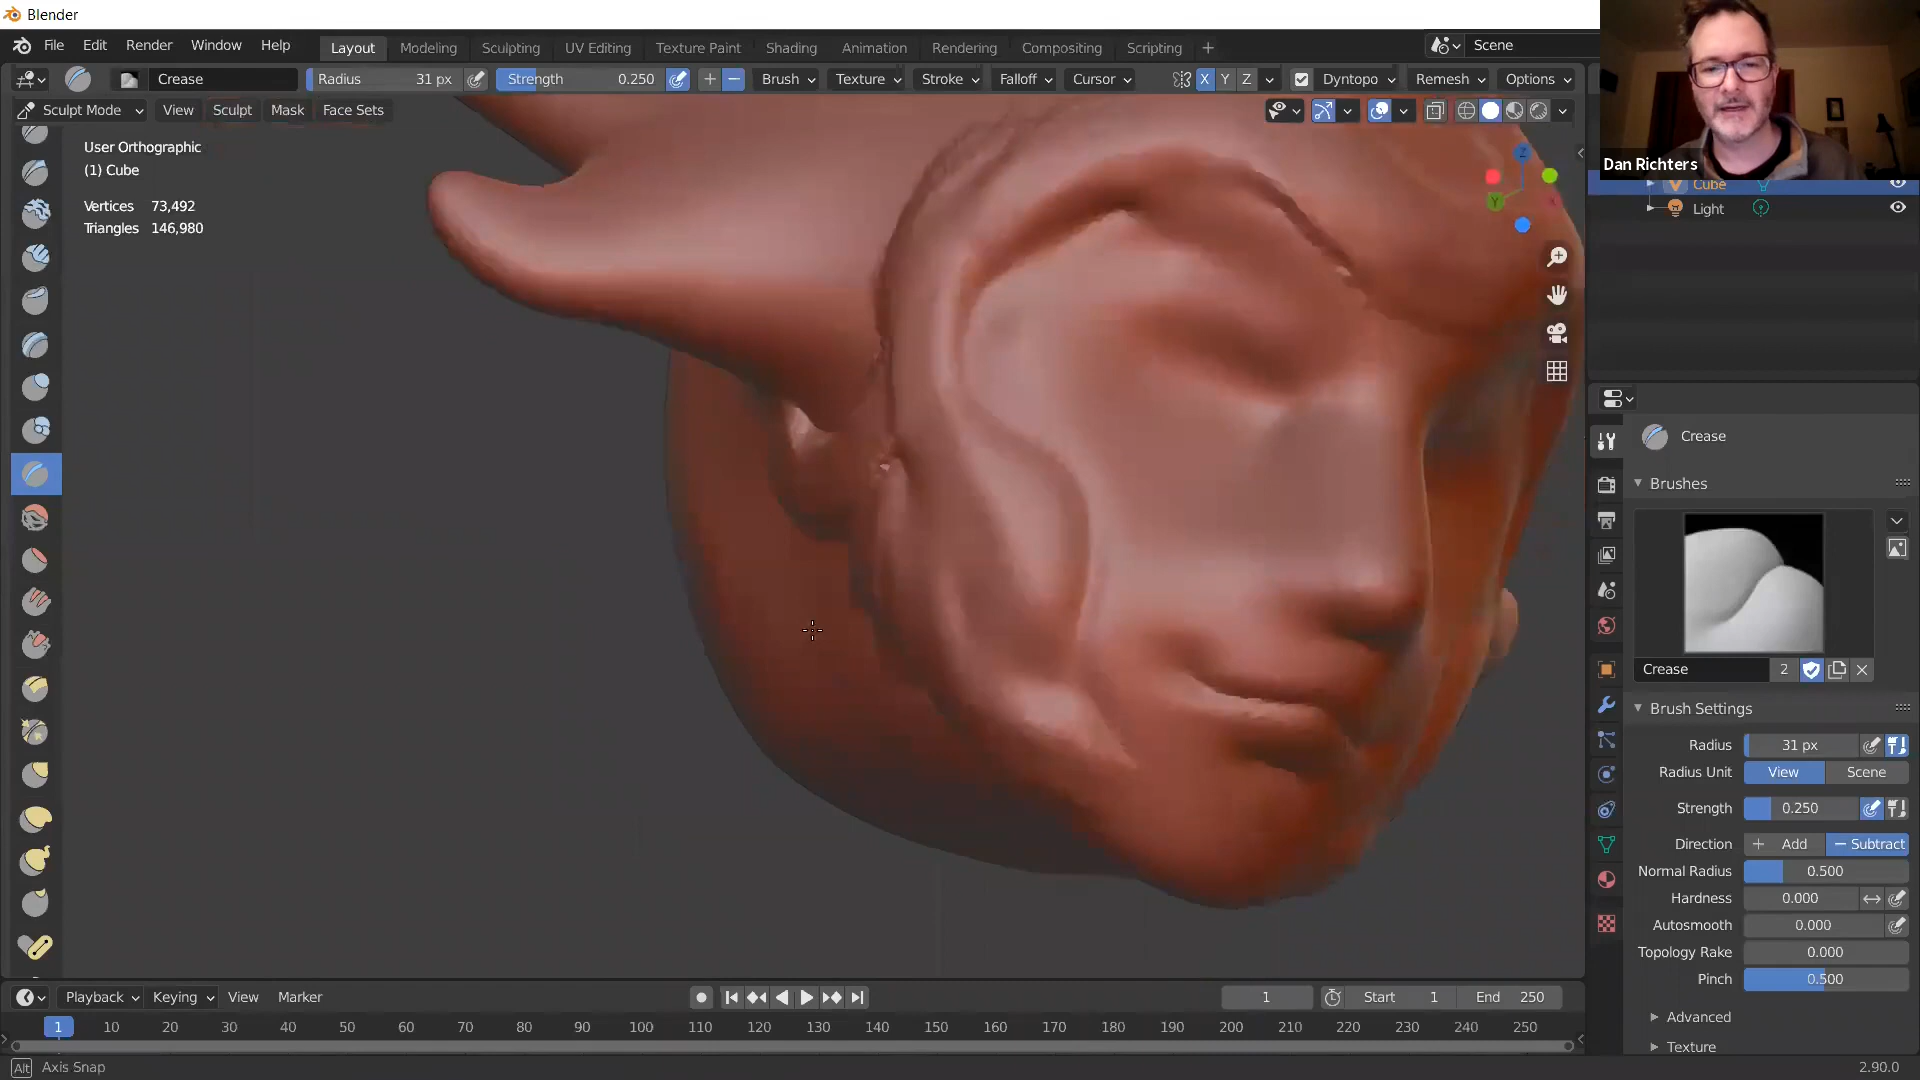 Blender
File Edit Render Window Help Layout Modeling Sculpting UV Editing Texture Paint Shading Animation Rendering Compositing Scripting + Scene
Crease Radius 31 px Strength 0.250 Brush Texture Stroke Falloff Cursor X Y Z Dyntopo Remesh Options
Sculpt Mode View Sculpt Mask Face Sets
User Orthographic
(1) Cube
Vertices 73,492
Triangles 146,980
Z
Y
Dan Richters
Cube
Light
Crease
Brushes
Crease 2
Brush Settings
Radius 31 px
Radius Unit View Scene
Strength 0.250
Direction + Add − Subtract
Normal Radius 0.500
Hardness 0.000
Autosmooth 0.000
Topology Rake 0.000
Pinch 0.500
Advanced
Texture
Playback Keying View Marker 1 Start 1 End 250
1 10 20 30 40 50 60 70 80 90 100 110 120 130 140 150 160 170 180 190 200 210 220 230 240 250
Alt Axis Snap 2.90.0